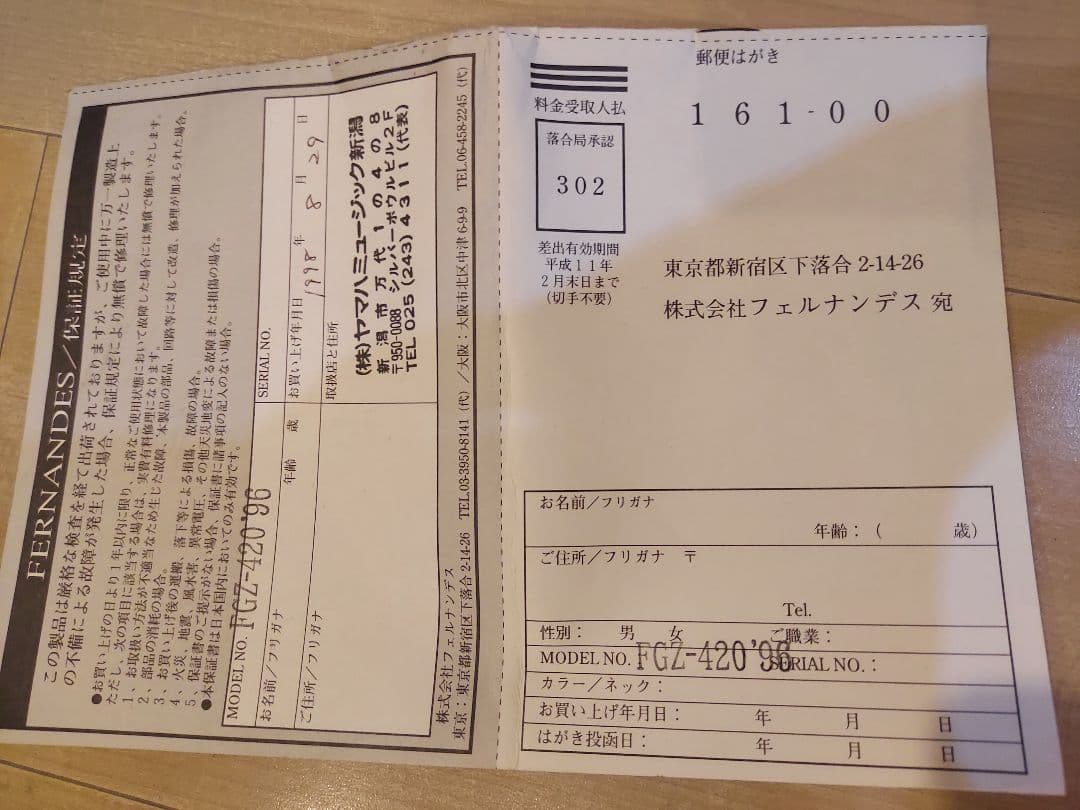 FERNANDES／保証規定
この製品は厳格な検査を経て出荷されておりますが、ご使用中に万一製造上
の不備による故障が発生した場合、保証規定により無償で修理いたします。
●お買い上げの日より1年以内に限り、正常なご使用状態において故障した場合には無償で修理いたします。
ただし、次の項目に該当する場合は、実費有料修理になります。
1、お取扱い方法が不適当なため生じた故障、本製品の部品、回路等に対して改造、修理が加えられた場合。
2、部品の消耗の場合。
3、お買い上げ後の運搬、落下等による損傷、故障の場合。
4、火災、地震、風水害、異常電圧、その他天災地変による故障または損傷の場合。
5、保証書のご提示がない場合、保証書に諸事項の記入のない場合。
●本保証書は日本国内においてのみ有効です。
MODEL NO. FGZ-420'96
SERIAL NO.
お名前／フリガナ
年齢 歳
お買い上げ年月日 1998年 8月 29日
ご住所／フリガナ
取扱店と住所
(株)ヤマハミュージック新潟
新潟市万代1の4の8
〒950-0088 シルバーボウルビル2F
TEL 025(243)4311(代表)
株式会社フェルナンデス
東京：東京都新宿区下落合2-14-26 TEL.03-3950-8141（代）／大阪：大阪市北区中津6-9-9 TEL.06-458-2245（代）
郵便はがき
料金受取人払
落合局承認
302
差出有効期間
平成11年
2月末日まで
(切手不要)
161-00
東京都新宿区下落合2-14-26
株式会社フェルナンデス 宛
お名前／フリガナ
年齢：（ 歳）
ご住所／フリガナ 〒
Tel.
性別： 男 女 ご職業：
MODEL NO. FGZ-420'96 SERIAL NO.：
カラー／ネック：
お買い上げ年月日： 年 月 日
はがき投函日： 年 月 日